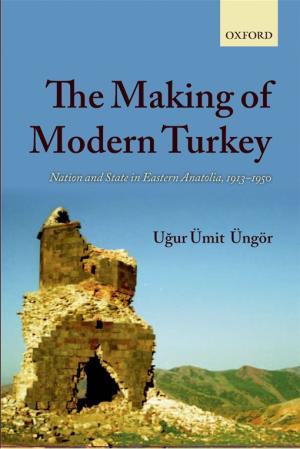 OXFORD
The Making of
Modern Turkey
Nation and State in Eastern Anatolia, 1913–1950
Uğur Ümit Üngör